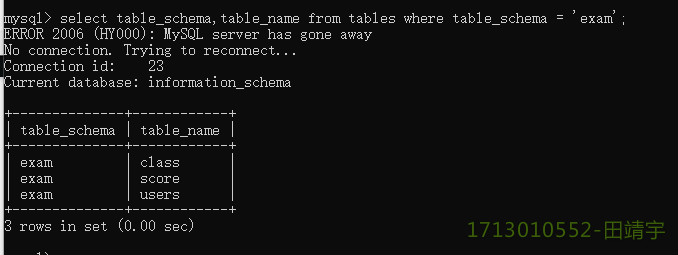 mysql> select table_schema,table_name from tables where table_schema = 'exam';
ERROR 2006 (HY000): MySQL server has gone away
No connection. Trying to reconnect...
Connection id:    23
Current database: information_schema
+--------------+------------+
| table_schema | table_name |
+--------------+------------+
| exam         | class      |
| exam         | score      |
| exam         | users      |
+--------------+------------+
3 rows in set (0.00 sec)
1713010552-田靖宇